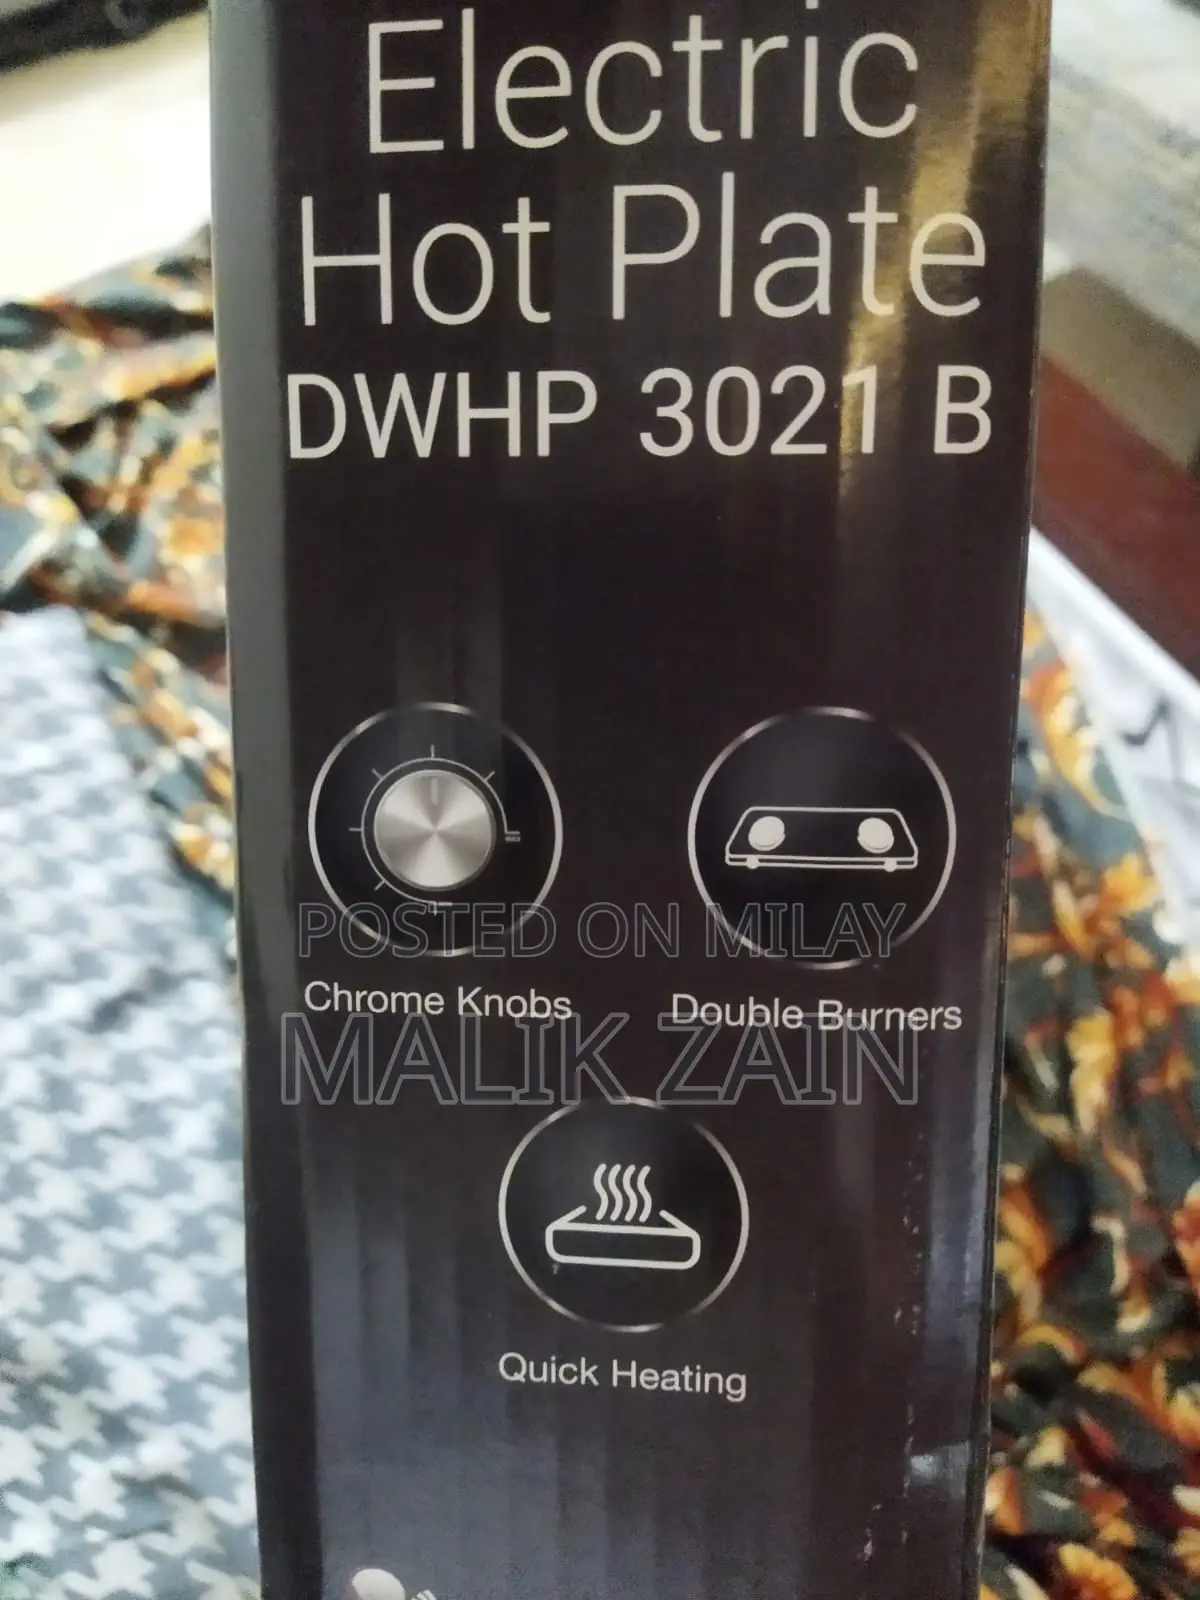 Electric
Hot Plate
DWHP 3021 B
POSTED ON MILAY
Chrome Knobs
Double Burners
MALIK ZAIN
Quick Heating